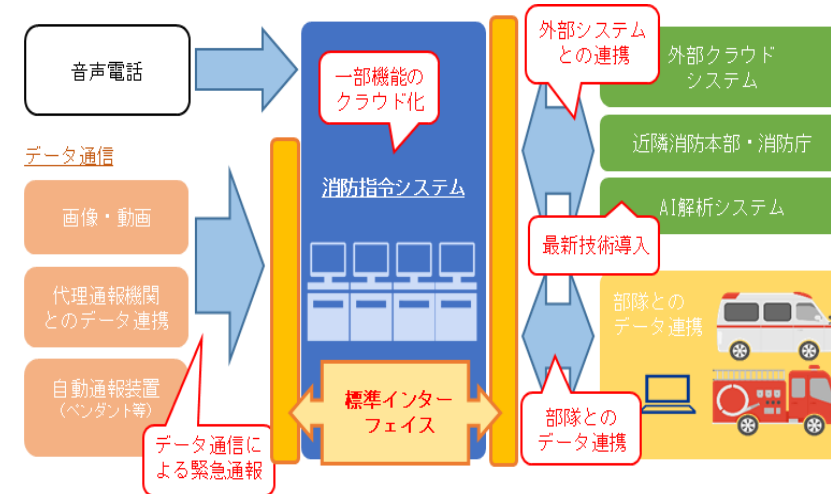 音声電話
データ通信
画像・動画
代理通報機関
とのデータ連携
自動通報装置
（ペンダント等）
データ通信に
よる緊急通報
一部機能の
クラウド化
消防指令システム
標準インター
フェイス
外部システム
との連携
外部クラウド
システム
近隣消防本部・消防庁
AI解析システム
最新技術導入
部隊との
データ連携
部隊との
データ連携